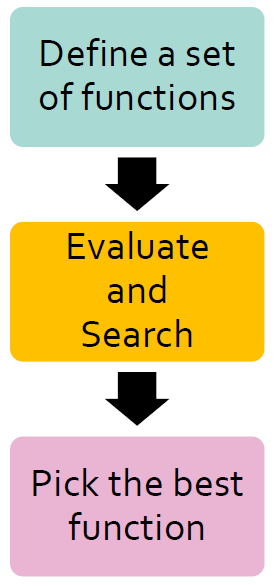 Define a set
of functions
Evaluate
and
Search
Pick the best
function